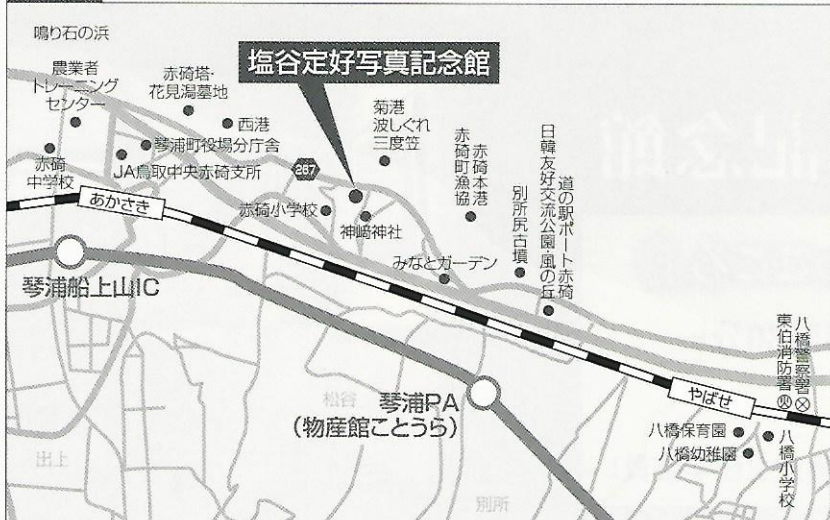 鳴り石の浜
農業者
トレーニング
センター
赤碕塔・
花見潟墓地
塩谷定好写真記念館
西港
菊港
波しぐれ
三度笠
琴浦町役場分庁舎
JA鳥取中央赤碕支所
赤碕
中学校
267
赤碕本港
赤碕町漁協
道の駅ポート赤碕
日韓友好交流公園・風の丘
別所尻古墳
あかさき
赤碕小学校
神﨑神社
みなとガーデン
琴浦船上山IC
八橋警察署
東伯消防署
琴浦PA
(物産館ことうら)
松谷
やばせ
出上
八橋保育園
八橋幼稚園
八橋小学校
別所